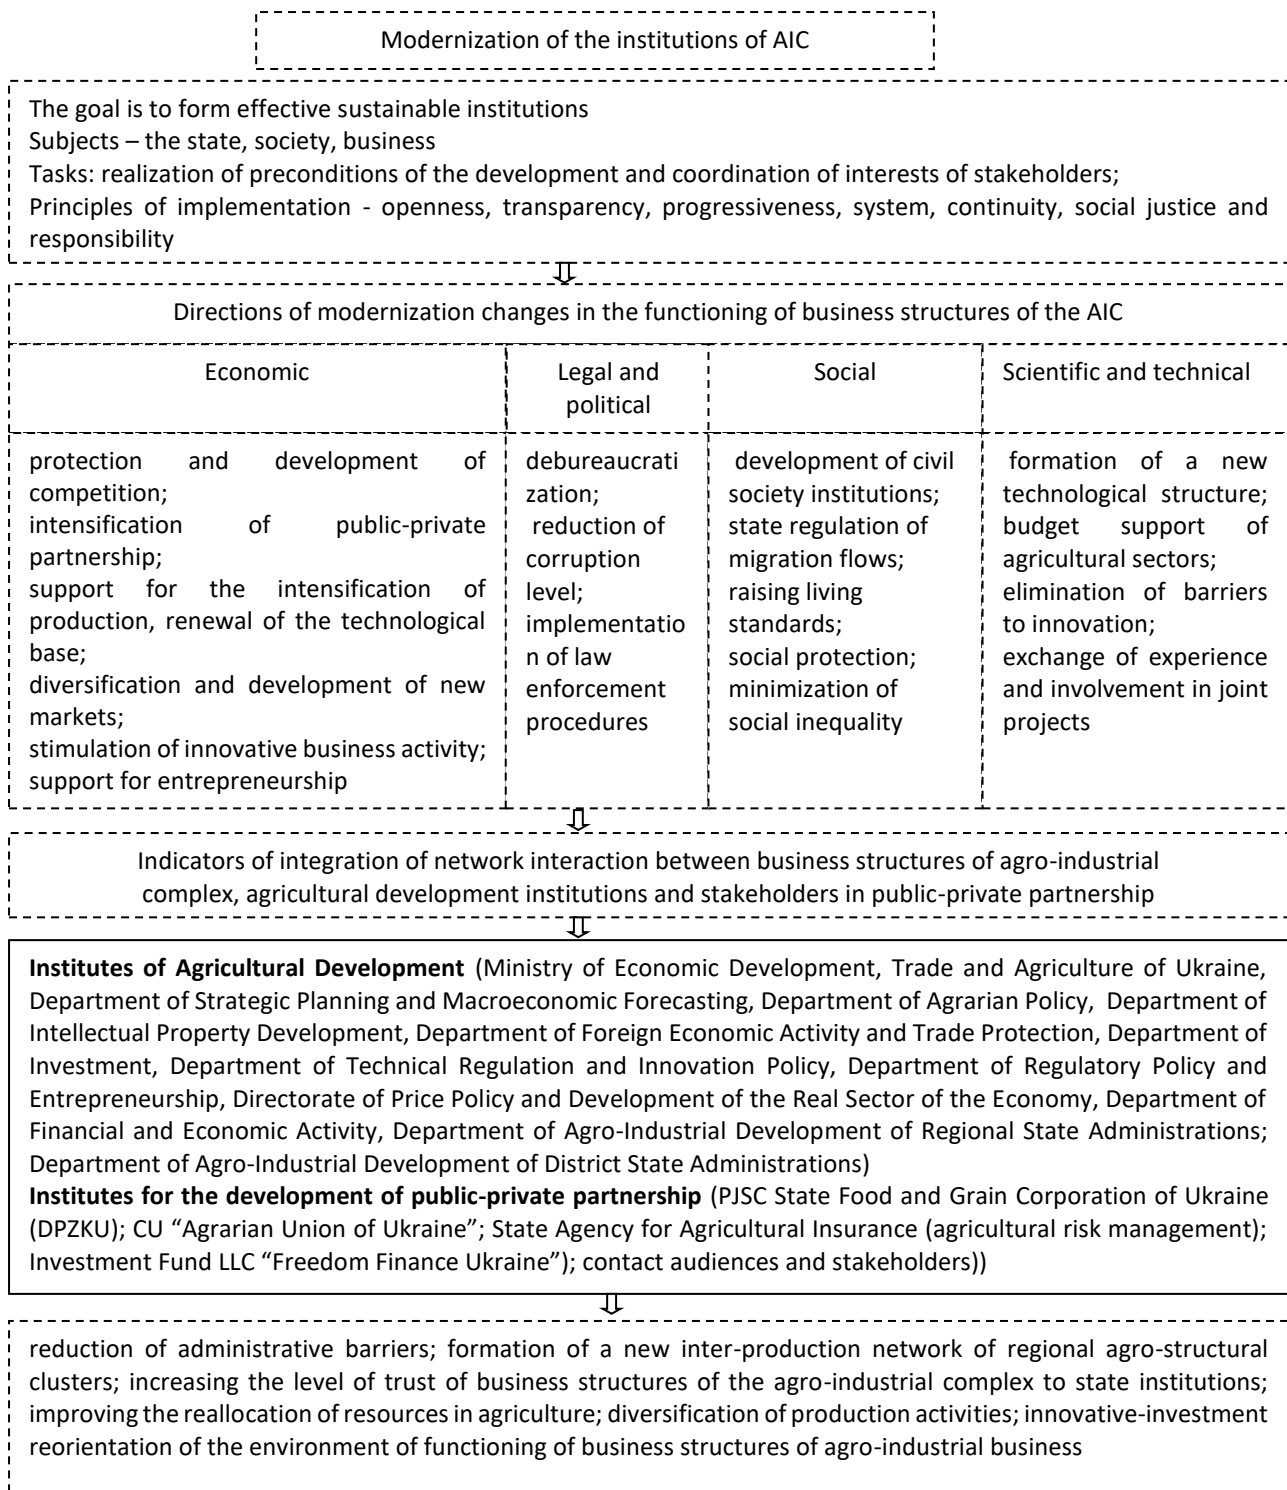 Modernization of the institutions of AIC
The goal is to form effective sustainable institutions
Subjects – the state, society, business
Tasks: realization of preconditions of the development and coordination of interests of stakeholders;
Principles of implementation - openness, transparency, progressiveness, system, continuity, social justice and
responsibility
Directions of modernization changes in the functioning of business structures of the AIC
Economic
Legal and
political
Social
Scientific and technical
protection and development of
competition;
intensification of public-private
partnership;
support for the intensification of
production, renewal of the technological
base;
diversification and development of new
markets;
stimulation of innovative business activity;
support for entrepreneurship
debureaucrati
zation;
reduction of
corruption
level;
implementatio
n of law
enforcement
procedures
development of civil
society institutions;
state regulation of
migration flows;
raising living
standards;
social protection;
minimization of
social inequality
formation of a new
technological structure;
budget support of
agricultural sectors;
elimination of barriers
to innovation;
exchange of experience
and involvement in joint
projects
Indicators of integration of network interaction between business structures of agro-industrial
complex, agricultural development institutions and stakeholders in public-private partnership
Institutes of Agricultural Development (Ministry of Economic Development, Trade and Agriculture of Ukraine,
Department of Strategic Planning and Macroeconomic Forecasting, Department of Agrarian Policy, Department of
Intellectual Property Development, Department of Foreign Economic Activity and Trade Protection, Department of
Investment, Department of Technical Regulation and Innovation Policy, Department of Regulatory Policy and
Entrepreneurship, Directorate of Price Policy and Development of the Real Sector of the Economy, Department of
Financial and Economic Activity, Department of Agro-Industrial Development of Regional State Administrations;
Department of Agro-Industrial Development of District State Administrations)
Institutes for the development of public-private partnership (PJSC State Food and Grain Corporation of Ukraine
(DPZKU); CU “Agrarian Union of Ukraine”; State Agency for Agricultural Insurance (agricultural risk management);
Investment Fund LLC “Freedom Finance Ukraine”); contact audiences and stakeholders))
reduction of administrative barriers; formation of a new inter-production network of regional agro-structural
clusters; increasing the level of trust of business structures of the agro-industrial complex to state institutions;
improving the reallocation of resources in agriculture; diversification of production activities; innovative-investment
reorientation of the environment of functioning of business structures of agro-industrial business